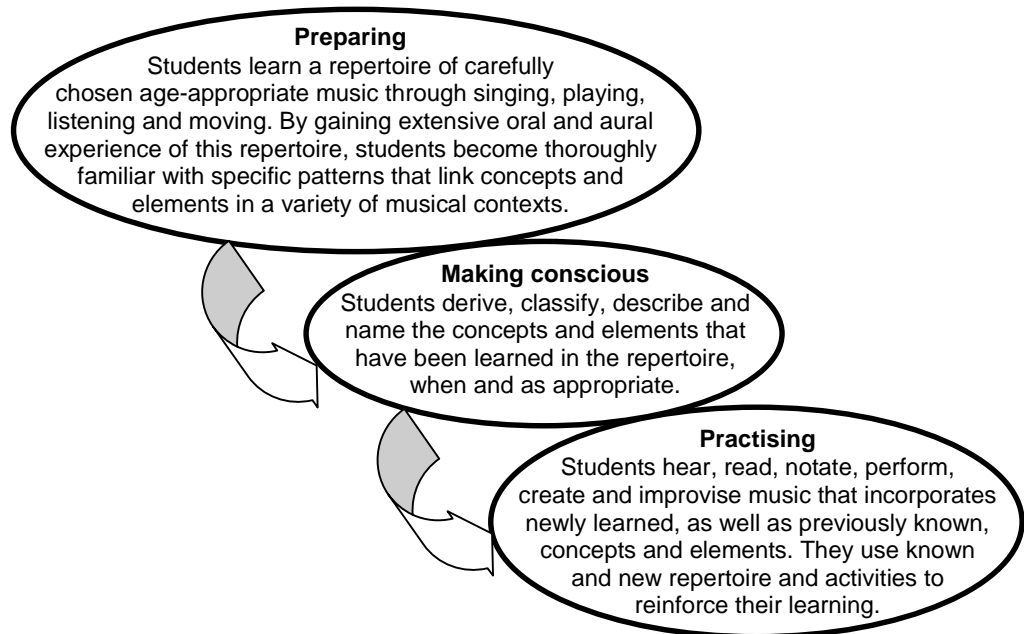 Preparing
Students learn a repertoire of carefully
chosen age-appropriate music through singing, playing,
listening and moving. By gaining extensive oral and aural
experience of this repertoire, students become thoroughly
familiar with specific patterns that link concepts and
elements in a variety of musical contexts.
Making conscious
Students derive, classify, describe and
name the concepts and elements that
have been learned in the repertoire,
when and as appropriate.
Practising
Students hear, read, notate, perform,
create and improvise music that incorporates
newly learned, as well as previously known,
concepts and elements. They use known
and new repertoire and activities to
reinforce their learning.